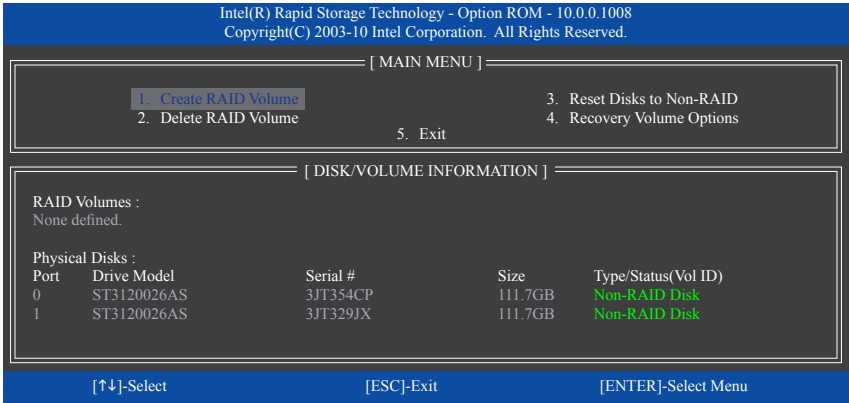 Intel(R) Rapid Storage Technology - Option ROM - 10.0.0.1008
Copyright(C) 2003-10 Intel Corporation.  All Rights Reserved.
[ MAIN MENU ]
1. Create RAID Volume 3. Reset Disks to Non-RAID
2. Delete RAID Volume 4. Recovery Volume Options
5. Exit
[ DISK/VOLUME INFORMATION ]
RAID Volumes :
None defined.
Physical Disks :
Port Drive Model Serial # Size Type/Status(Vol ID)
0 ST3120026AS 3JT354CP 111.7GB Non-RAID Disk
1 ST3120026AS 3JT329JX 111.7GB Non-RAID Disk
[↑↓]-Select [ESC]-Exit [ENTER]-Select Menu